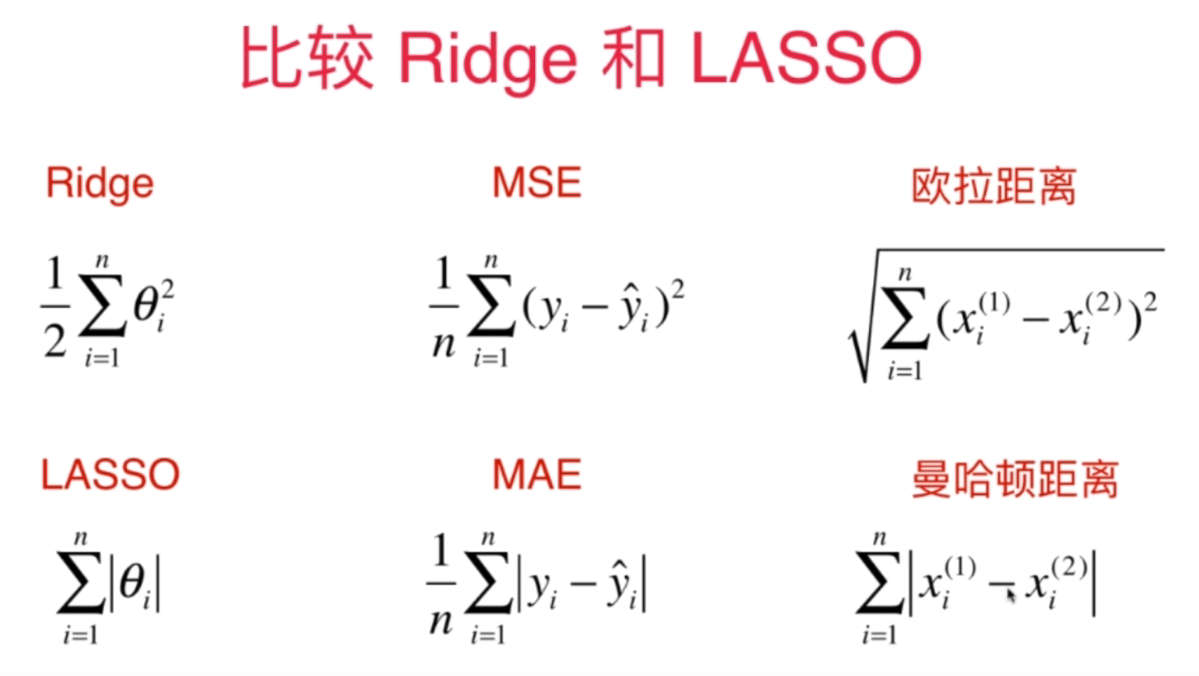 比较 Ridge 和 LASSO
Ridge MSE 欧拉距离
$\frac{1}{2}\sum_{i=1}^{n}\theta_i^2$ $\frac{1}{n}\sum_{i=1}^{n}(y_i-\hat{y}_i)^2$ $\sqrt{\sum_{i=1}^{n}(x_i^{(1)}-x_i^{(2)})^2}$
LASSO MAE 曼哈顿距离
$\sum_{i=1}^{n}|\theta_i|$ $\frac{1}{n}\sum_{i=1}^{n}|y_i-\hat{y}_i|$ $\sum_{i=1}^{n}|x_i^{(1)}-x_i^{(2)}|$